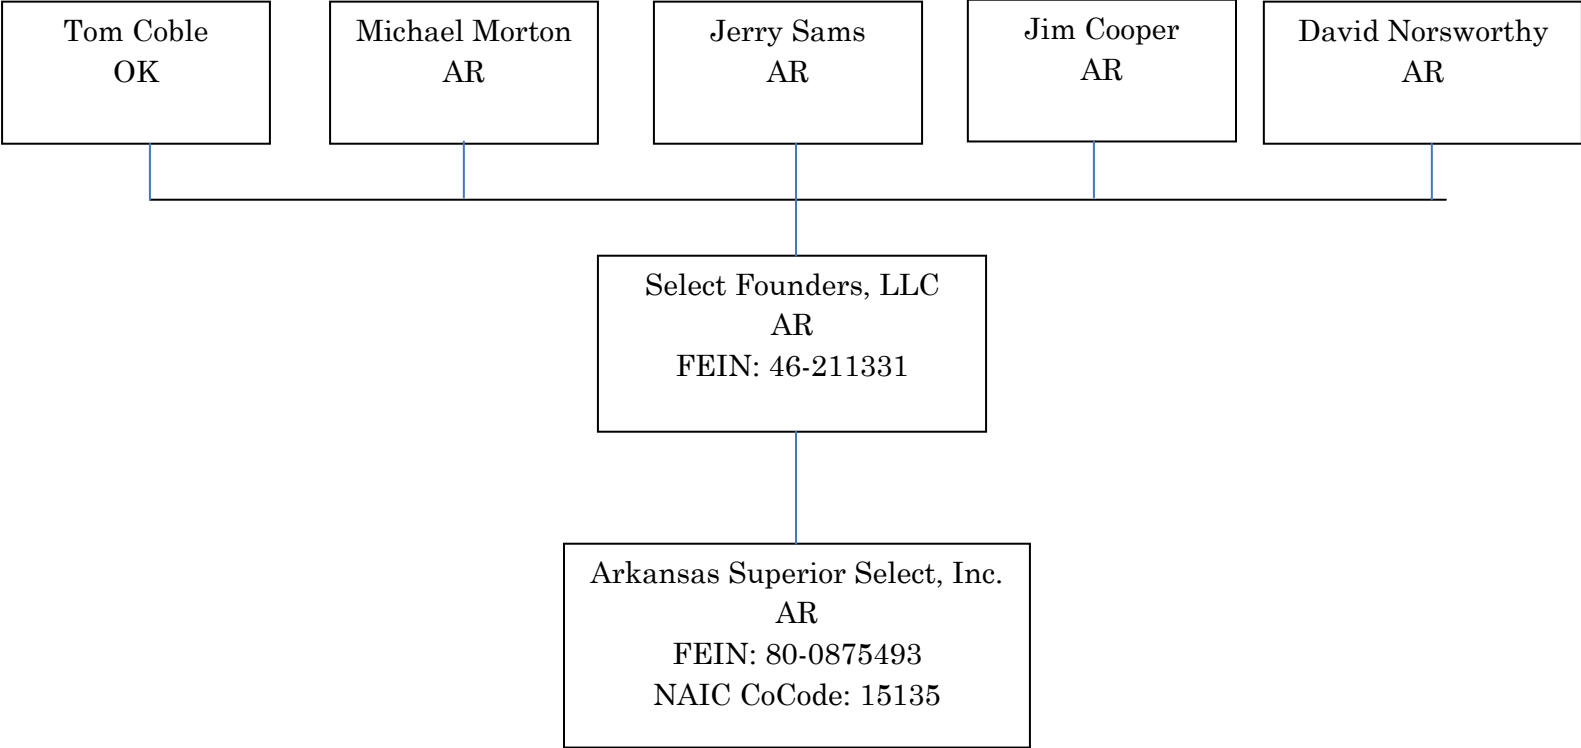 Tom Coble
OK
Michael Morton
AR
Jerry Sams
AR
Jim Cooper
AR
David Norsworthy
AR
Select Founders, LLC
AR
FEIN: 46-211331
Arkansas Superior Select, Inc.
AR
FEIN: 80-0875493
NAIC CoCode: 15135